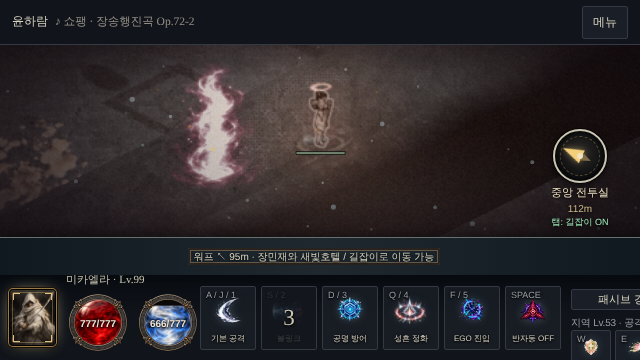 윤하람 ♪ 쇼팽 · 장송행진곡 Op.72-2
메뉴
중앙 전투실
112m
탭: 길잡이 ON
워프 ↖ 95m · 장민재와 새빛호텔 / 길잡이로 이동 가능
미카엘라 · Lv.99
777/777
666/777
A / J / 1
기본 공격
3
D / 3
공명 방어
Q / 4
성흔 정화
F / 5
EGO 진입
SPACE
반자동 OFF
패시브
지역 Lv.53 · 공격
W
E